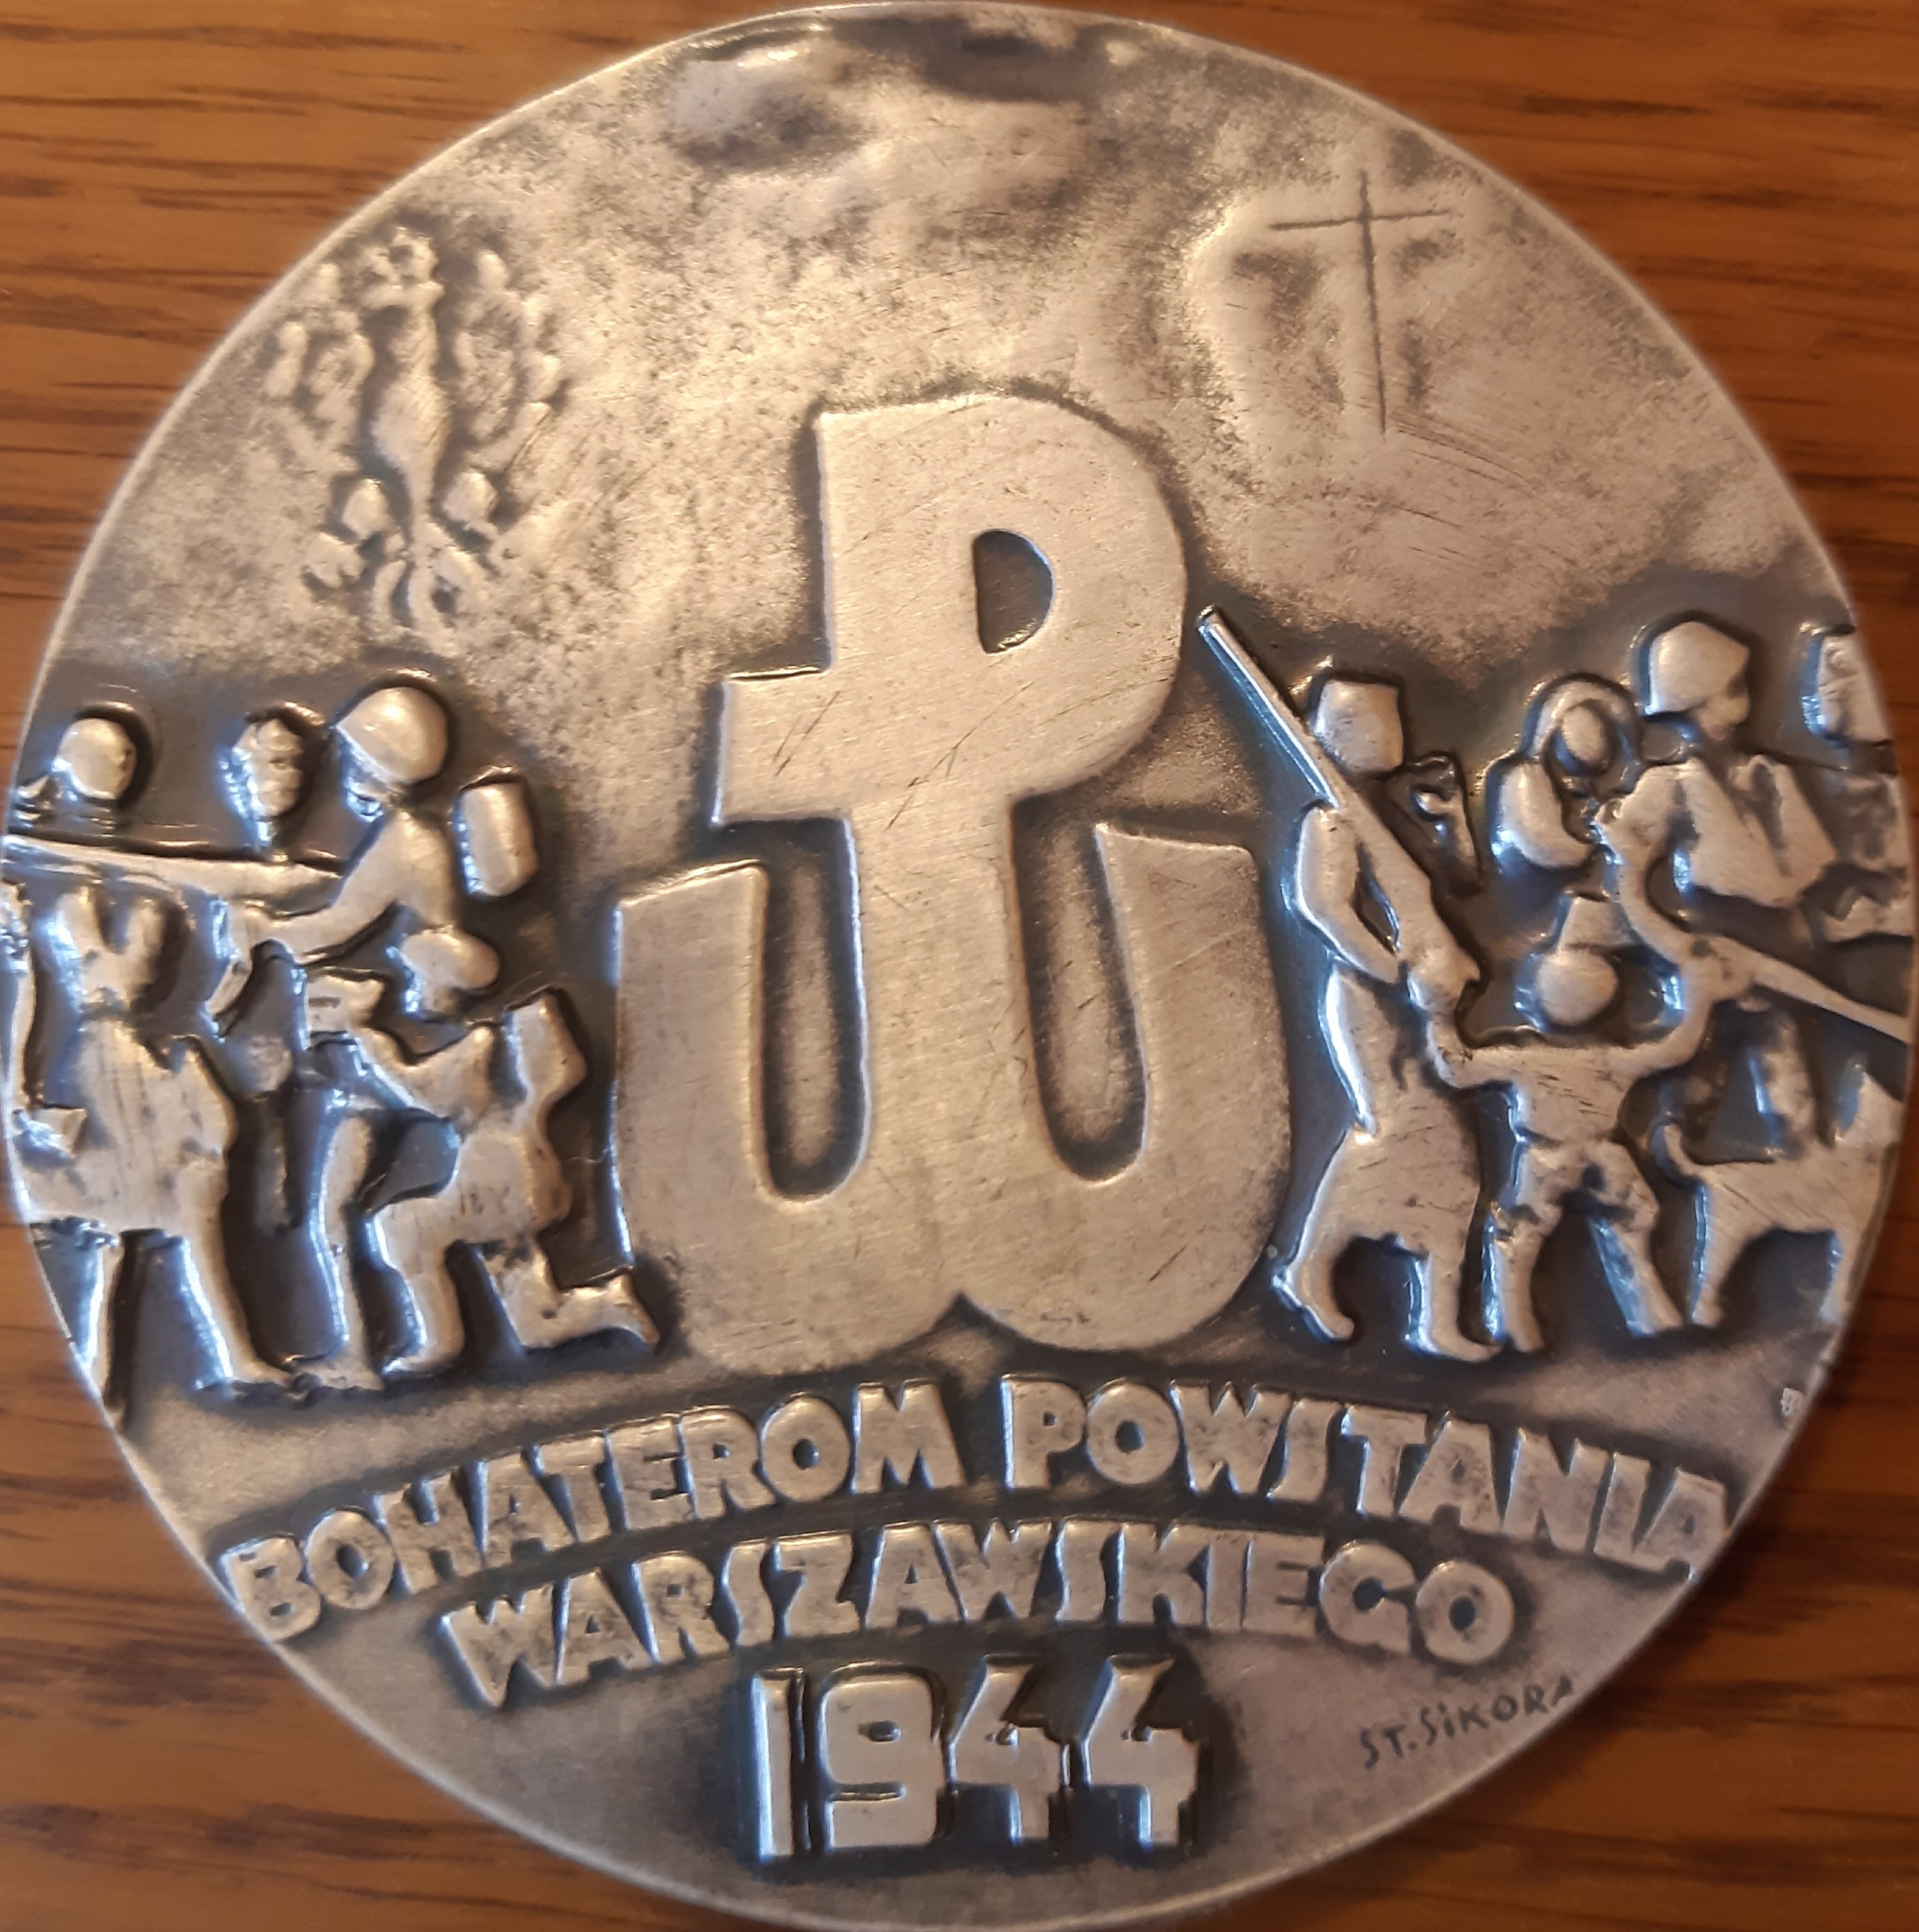 BOHATEROM POWSTANIA
WARSZAWSKIEGO
1944
ST. SIKORA